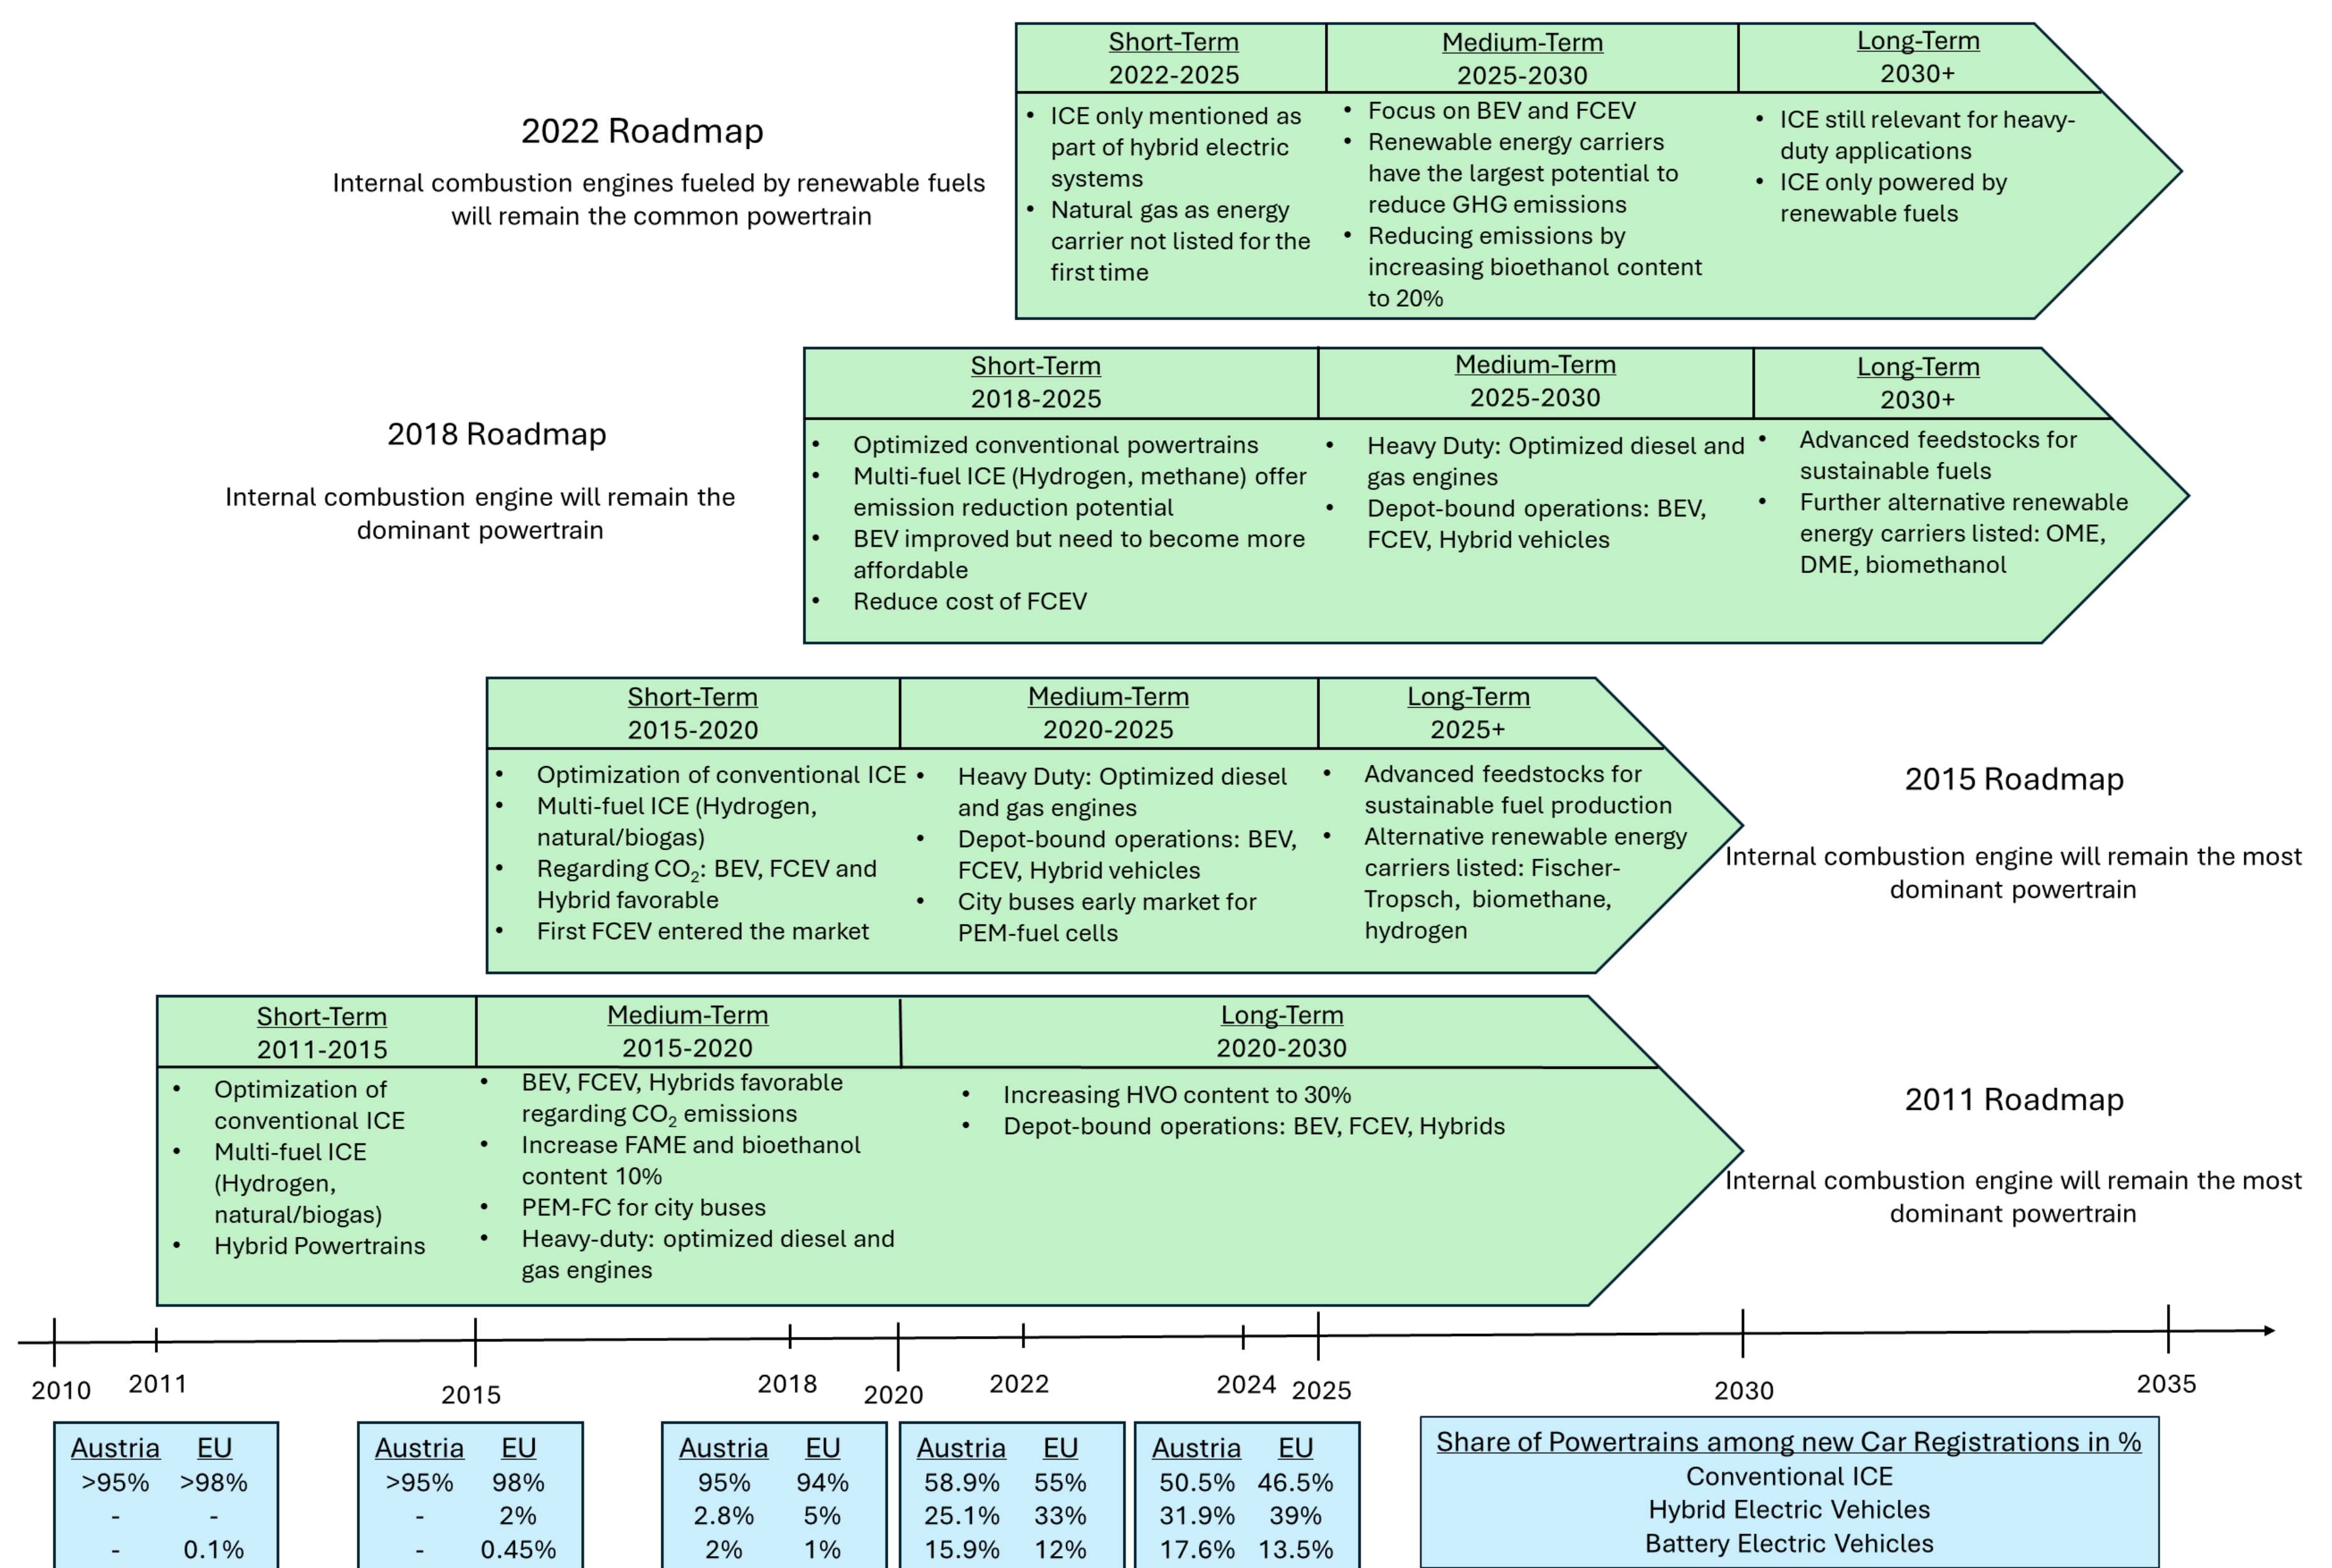 Short-Term
2022-2025
Medium-Term
2025-2030
Long-Term
2030+
2022 Roadmap
Internal combustion engines fueled by renewable fuels
will remain the common powertrain
• ICE only mentioned as
part of hybrid electric
systems
• Natural gas as energy
carrier not listed for the
first time
• Focus on BEV and FCEV
• Renewable energy carriers
have the largest potential to
reduce GHG emissions
• Reducing emissions by
increasing bioethanol content
to 20%
• ICE still relevant for heavy-
duty applications
• ICE only powered by
renewable fuels
Short-Term
2018-2025
Medium-Term
2025-2030
Long-Term
2030+
2018 Roadmap
Internal combustion engine will remain the
dominant powertrain
• Optimized conventional powertrains
• Multi-fuel ICE (Hydrogen, methane) offer
emission reduction potential
• BEV improved but need to become more
affordable
• Reduce cost of FCEV
• Heavy Duty: Optimized diesel and
gas engines
• Depot-bound operations: BEV,
FCEV, Hybrid vehicles
• Advanced feedstocks for
sustainable fuels
• Further alternative renewable
energy carriers listed: OME,
DME, biomethanol
Short-Term
2015-2020
Medium-Term
2020-2025
Long-Term
2025+
• Optimization of conventional ICE
• Multi-fuel ICE (Hydrogen,
natural/biogas)
• Regarding CO₂: BEV, FCEV and
Hybrid favorable
• First FCEV entered the market
• Heavy Duty: Optimized diesel
and gas engines
• Depot-bound operations: BEV,
FCEV, Hybrid vehicles
• City buses early market for
PEM-fuel cells
• Advanced feedstocks for
sustainable fuel production
• Alternative renewable energy
carriers listed: Fischer-
Tropsch, biomethane,
hydrogen
2015 Roadmap
Internal combustion engine will remain the most
dominant powertrain
Short-Term
2011-2015
Medium-Term
2015-2020
Long-Term
2020-2030
• Optimization of
conventional ICE
• Multi-fuel ICE
(Hydrogen,
natural/biogas)
• Hybrid Powertrains
• BEV, FCEV, Hybrids favorable
regarding CO₂ emissions
• Increase FAME and bioethanol
content 10%
• PEM-FC for city buses
• Heavy-duty: optimized diesel and
gas engines
• Increasing HVO content to 30%
• Depot-bound operations: BEV, FCEV, Hybrids
2011 Roadmap
Internal combustion engine will remain the most
dominant powertrain
2010 2011 2015 2018 2020 2022 2024 2025 2030 2035
Austria EU
>95% >98%
- -
- 0.1%
Austria EU
>95% 98%
- 2%
- 0.45%
Austria EU
95% 94%
2.8% 5%
2% 1%
Austria EU
58.9% 55%
25.1% 33%
15.9% 12%
Austria EU
50.5% 46.5%
31.9% 39%
17.6% 13.5%
Share of Powertrains among new Car Registrations in %
Conventional ICE
Hybrid Electric Vehicles
Battery Electric Vehicles